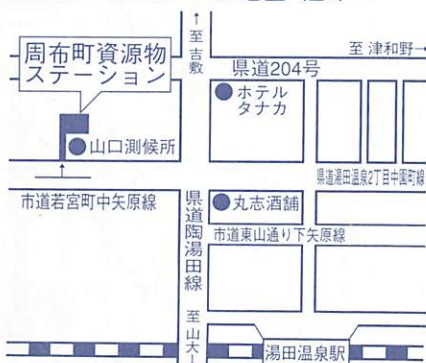 ↑至吉敷
至 津和野→
周布町資源物
ステーション
県道204号
ホテル
タナカ
山口測候所
県道湯田温泉2丁目中園町線
市道若宮町中矢原線
県道陶湯田線
丸志酒舗
市道東山通り下矢原線
至山大↓
湯田温泉駅